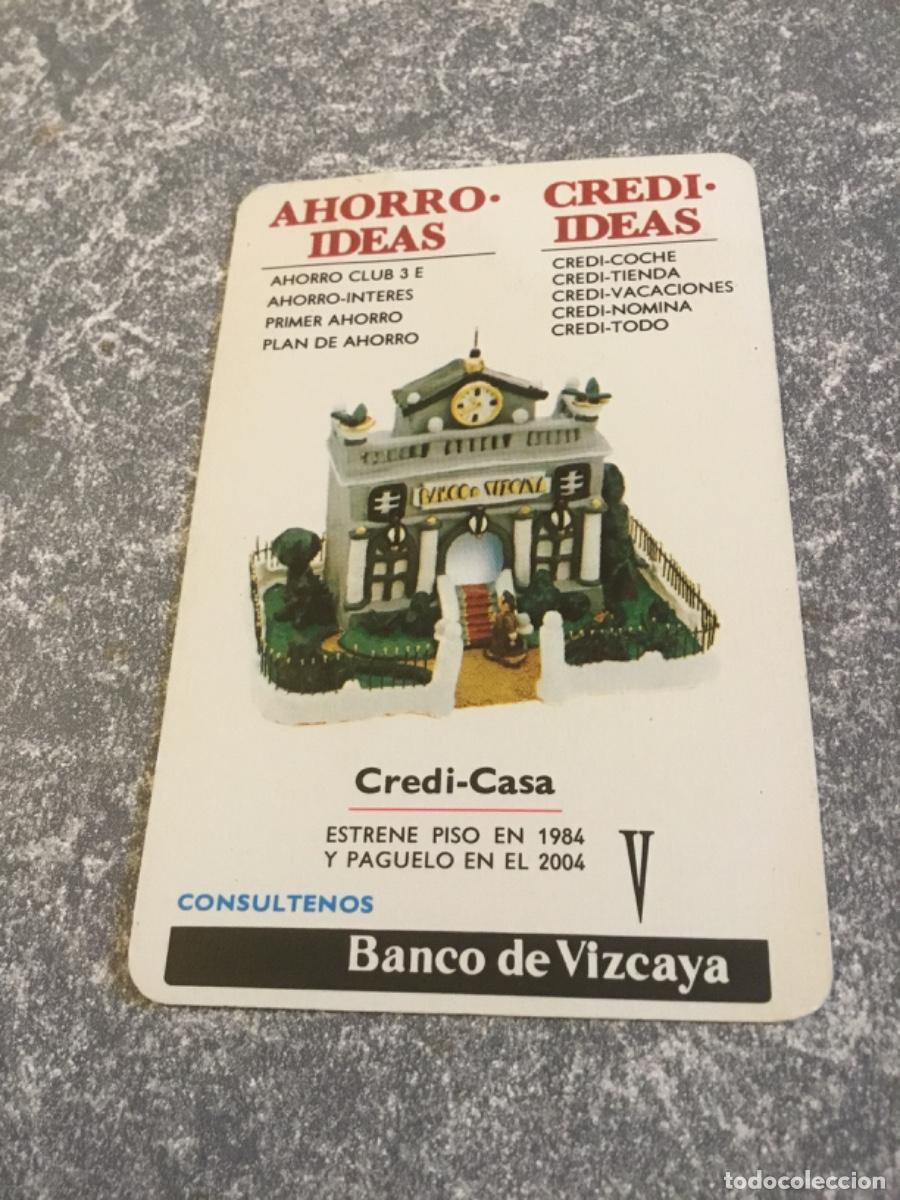 AHORRO·
IDEAS
AHORRO CLUB 3 E
AHORRO-INTERES
PRIMER AHORRO
PLAN DE AHORRO
CREDI·
IDEAS
CREDI-COCHE
CREDI-TIENDA
CREDI-VACACIONES
CREDI-NOMINA
CREDI-TODO
BANCO DE VIZCAYA
Credi-Casa
ESTRENE PISO EN 1984
Y PAGUELO EN EL 2004
V
CONSULTENOS
Banco de Vizcaya
todocoleccion